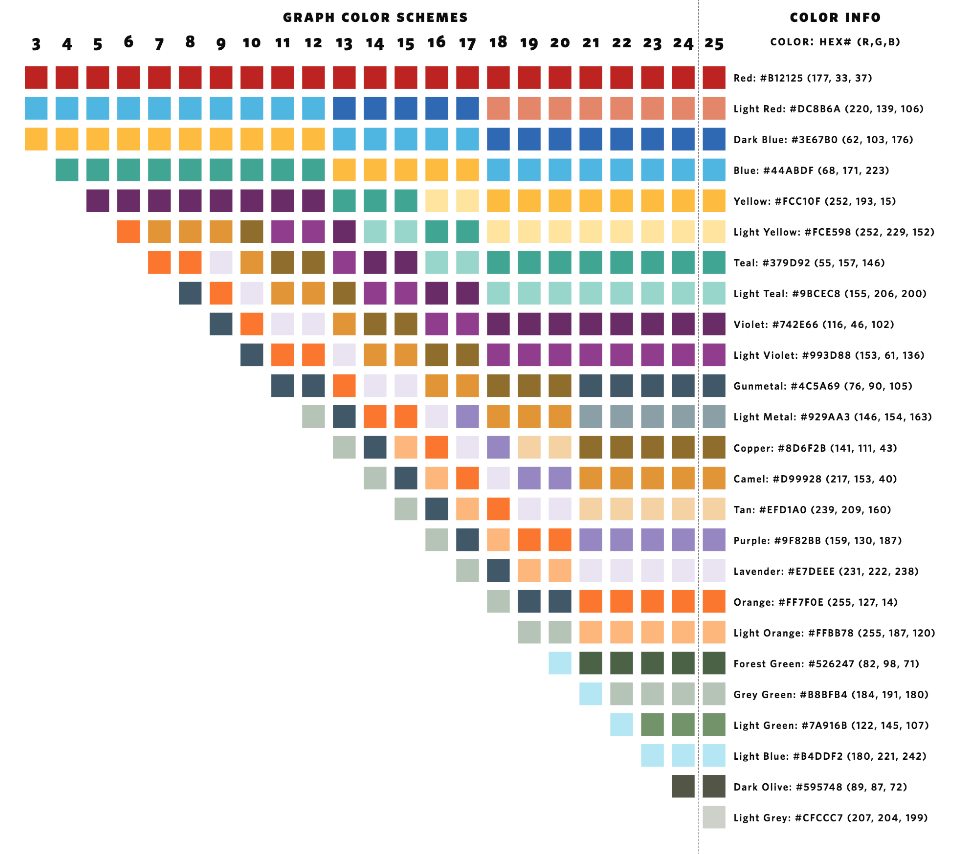 GRAPH COLOR SCHEMES
COLOR INFO
3 4 5 6 7 8 9 10 11 12 13 14 15 16 17 18 19 20 21 22 23 24 25
COLOR: HEX# (R,G,B)
Red: #B12125 (177, 33, 37)
Light Red: #DC8B6A (220, 139, 106)
Dark Blue: #3E67B0 (62, 103, 176)
Blue: #44ABDF (68, 171, 223)
Yellow: #FCC10F (252, 193, 15)
Light Yellow: #FCE598 (252, 229, 152)
Teal: #379D92 (55, 157, 146)
Light Teal: #9BCEC8 (155, 206, 200)
Violet: #742E66 (116, 46, 102)
Light Violet: #993D88 (153, 61, 136)
Gunmetal: #4C5A69 (76, 90, 105)
Light Metal: #929AA3 (146, 154, 163)
Copper: #8D6F2B (141, 111, 43)
Camel: #D99928 (217, 153, 40)
Tan: #EFD1A0 (239, 209, 160)
Purple: #9F82BB (159, 130, 187)
Lavender: #E7DEEE (231, 222, 238)
Orange: #FF7F0E (255, 127, 14)
Light Orange: #FFBB78 (255, 187, 120)
Forest Green: #526247 (82, 98, 71)
Grey Green: #B8BFB4 (184, 191, 180)
Light Green: #7A916B (122, 145, 107)
Light Blue: #B4DDF2 (180, 221, 242)
Dark Olive: #595748 (89, 87, 72)
Light Grey: #CFCCC7 (207, 204, 199)